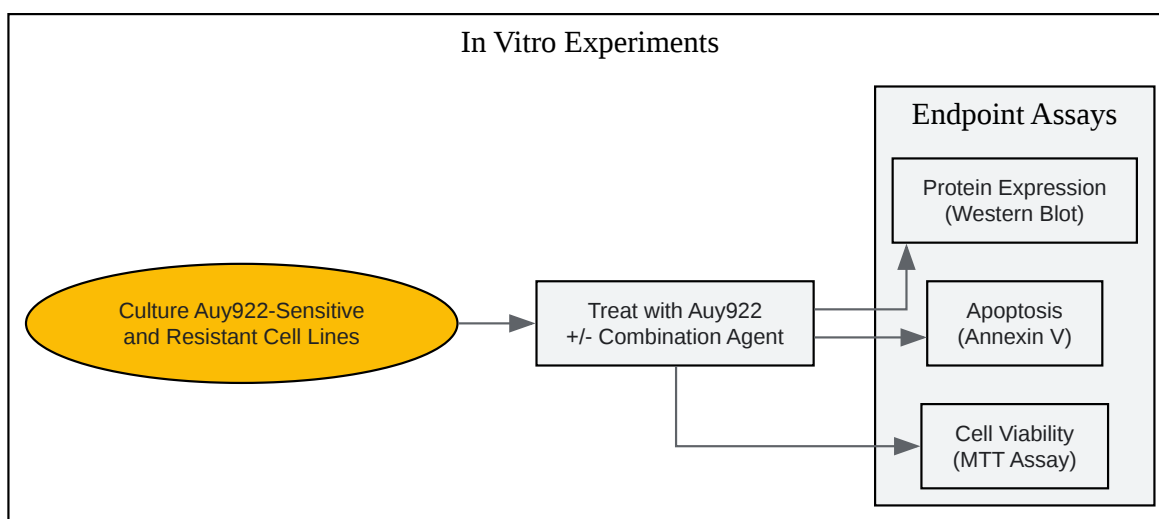 In Vitro Experiments
Endpoint Assays
Protein Expression
(Western Blot)
Culture Auy922-Sensitive
and Resistant Cell Lines
Treat with Auy922
+/- Combination Agent
Apoptosis
(Annexin V)
Cell Viability
(MTT Assay)